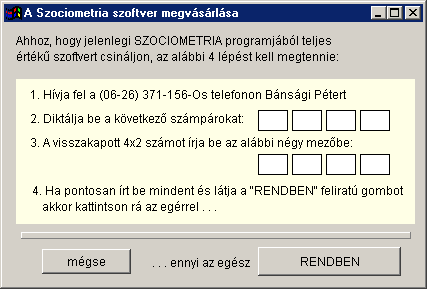 A Szociometria szoftver megvásárlása
Ahhoz, hogy jelenlegi SZOCIOMETRIA programjából teljes
értékű szoftvert csináljon, az alábbi 4 lépést kell megtennie:
1. Hívja fel a (06-26) 371-156-Os telefonon Bánsági Pétert
2. Diktálja be a következő számpárokat:
3. A visszakapott 4x2 számot írja be az alábbi négy mezőbe:
4. Ha pontosan írt be mindent és látja a "RENDBEN" feliratú gombot
akkor kattintson rá az egérrel . . .
mégse
. . . ennyi az egész
RENDBEN